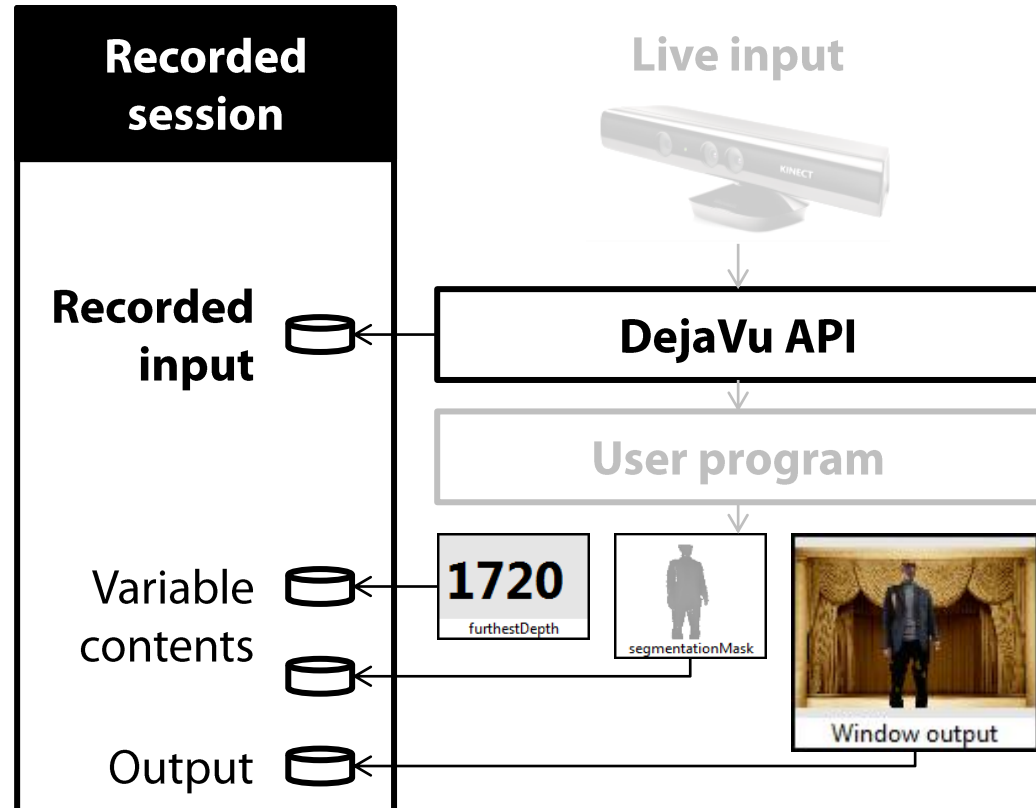 Recorded
session
Live input
KINECT
Recorded
input
DejaVu API
User program
Variable
contents
1720
furthestDepth
segmentationMask
Window output
Output